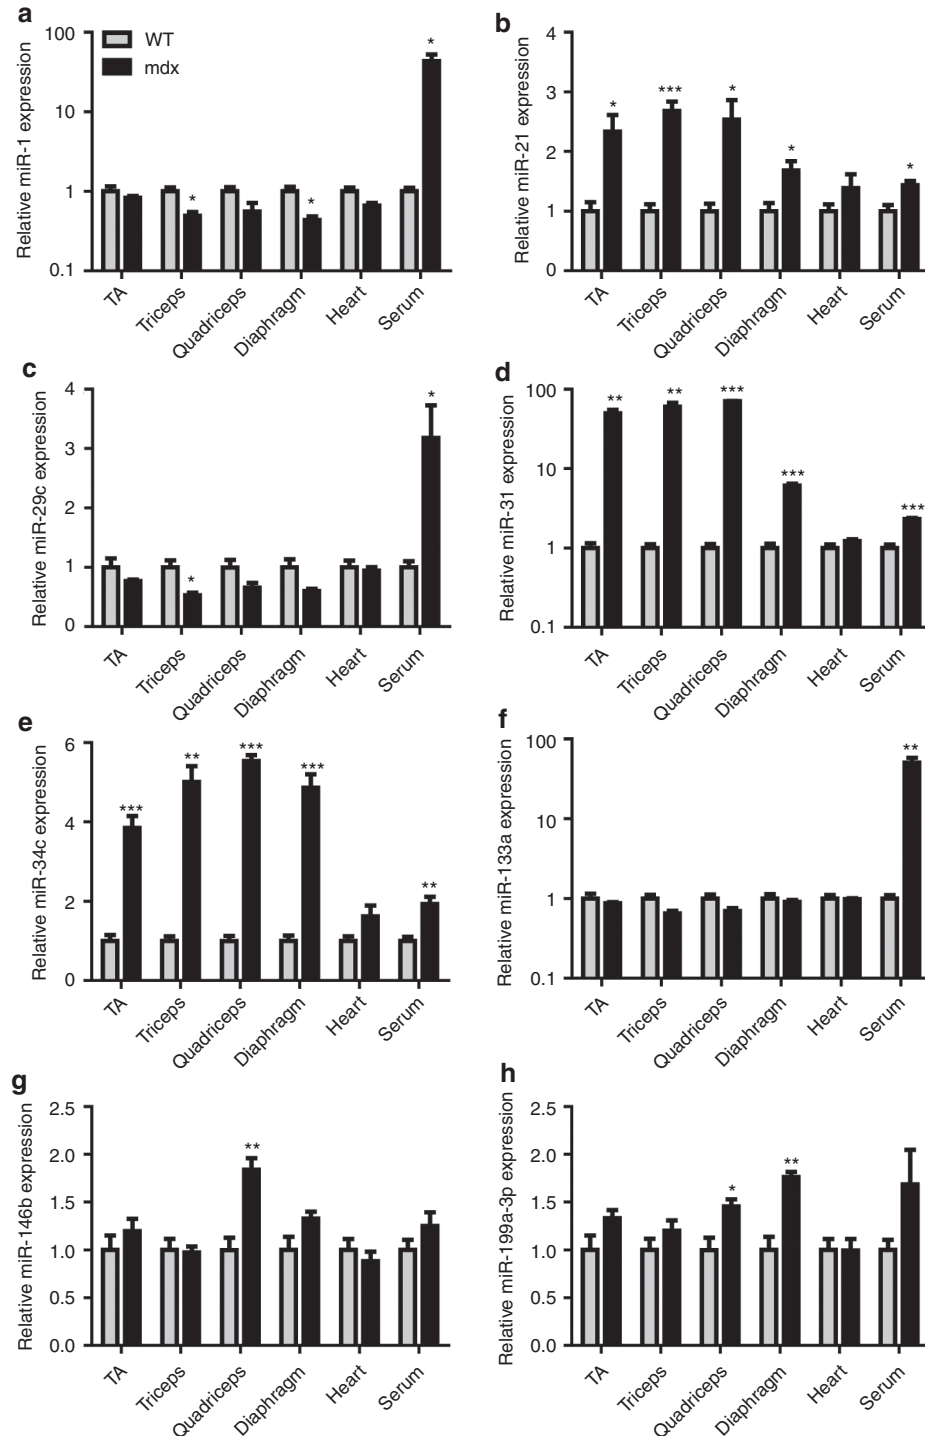 a
Relative miR-1 expression
100
10
1
0.1
WT
mdx
*
*
*
TA
Triceps
Quadriceps
Diaphragm
Heart
Serum
b
Relative miR-21 expression
4
3
2
1
0
*
***
*
*
*
TA
Triceps
Quadriceps
Diaphragm
Heart
Serum
c
Relative miR-29c expression
4
3
2
1
0
*
*
TA
Triceps
Quadriceps
Diaphragm
Heart
Serum
d
Relative miR-31 expression
100
10
1
0.1
**
**
***
***
***
TA
Triceps
Quadriceps
Diaphragm
Heart
Serum
e
Relative miR-34c expression
6
4
2
0
***
**
***
***
**
TA
Triceps
Quadriceps
Diaphragm
Heart
Serum
f
Relative miR-133a expression
100
10
1
0.1
**
TA
Triceps
Quadriceps
Diaphragm
Heart
Serum
g
Relative miR-146b expression
2.5
2.0
1.5
1.0
0.5
0.0
**
TA
Triceps
Quadriceps
Diaphragm
Heart
Serum
h
Relative miR-199a-3p expression
2.5
2.0
1.5
1.0
0.5
0.0
*
**
TA
Triceps
Quadriceps
Diaphragm
Heart
Serum